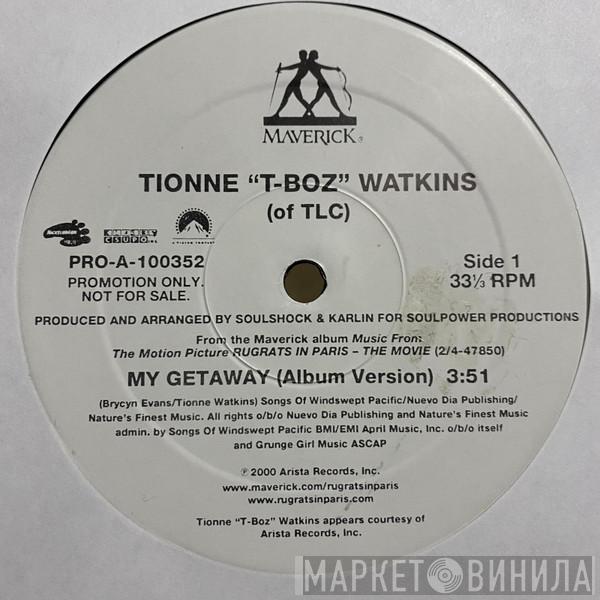 MAVERICK
TIONNE “T-BOZ” WATKINS
(of TLC)
NICKELODEON
CSUPO
PRO-A-100352
PROMOTION ONLY.
NOT FOR SALE.
Side 1
33⅓ RPM
PRODUCED AND ARRANGED BY SOULSHOCK & KARLIN FOR SOULPOWER PRODUCTIONS
From the Maverick album Music From
The Motion Picture RUGRATS IN PARIS – THE MOVIE (2/4-47850)
MY GETAWAY (Album Version) 3:51
(Brycyn Evans/Tionne Watkins) Songs Of Windswept Pacific/Nuevo Dia Publishing/
Nature's Finest Music. All rights o/b/o Nuevo Dia Publishing and Nature's Finest Music
admin. by Songs Of Windswept Pacific BMI/EMI April Music, Inc. o/b/o itself
and Grunge Girl Music ASCAP
℗ 2000 Arista Records, Inc.
www.maverick.com/rugratsinparis
www.rugratsinparis.com
Tionne “T-Boz” Watkins appears courtesy of
Arista Records, Inc.
МАРКЕТ ВИНИЛА